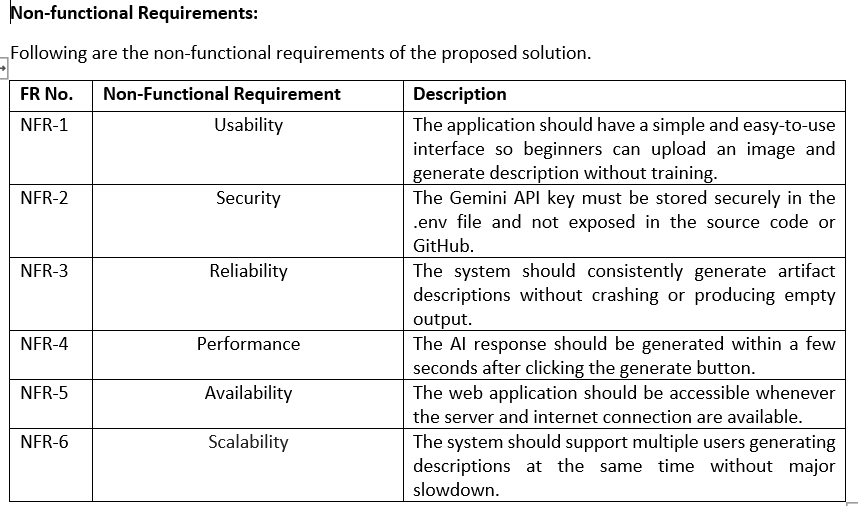 Non-functional Requirements:
Following are the non-functional requirements of the proposed solution.
FR No. Non-Functional Requirement Description
NFR-1 Usability The application should have a simple and easy-to-use
interface so beginners can upload an image and
generate description without training.
NFR-2 Security The Gemini API key must be stored securely in the
.env file and not exposed in the source code or
GitHub.
NFR-3 Reliability The system should consistently generate artifact
descriptions without crashing or producing empty
output.
NFR-4 Performance The AI response should be generated within a few
seconds after clicking the generate button.
NFR-5 Availability The web application should be accessible whenever
the server and internet connection are available.
NFR-6 Scalability The system should support multiple users generating
descriptions at the same time without major
slowdown.